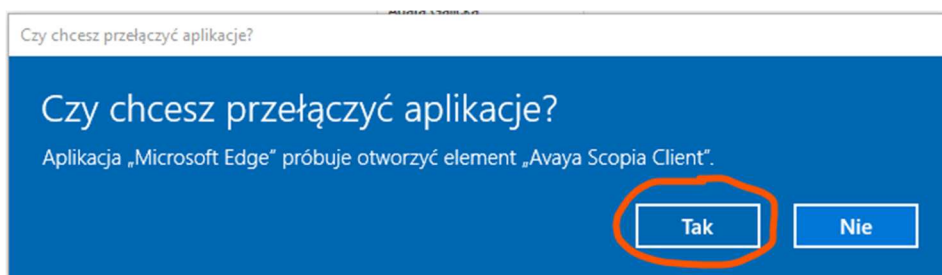 Czy chcesz przełączyć aplikacje?
Czy chcesz przełączyć aplikacje?
Aplikacja „Microsoft Edge” próbuje otworzyć element „Avaya Scopia Client”.
Tak Nie